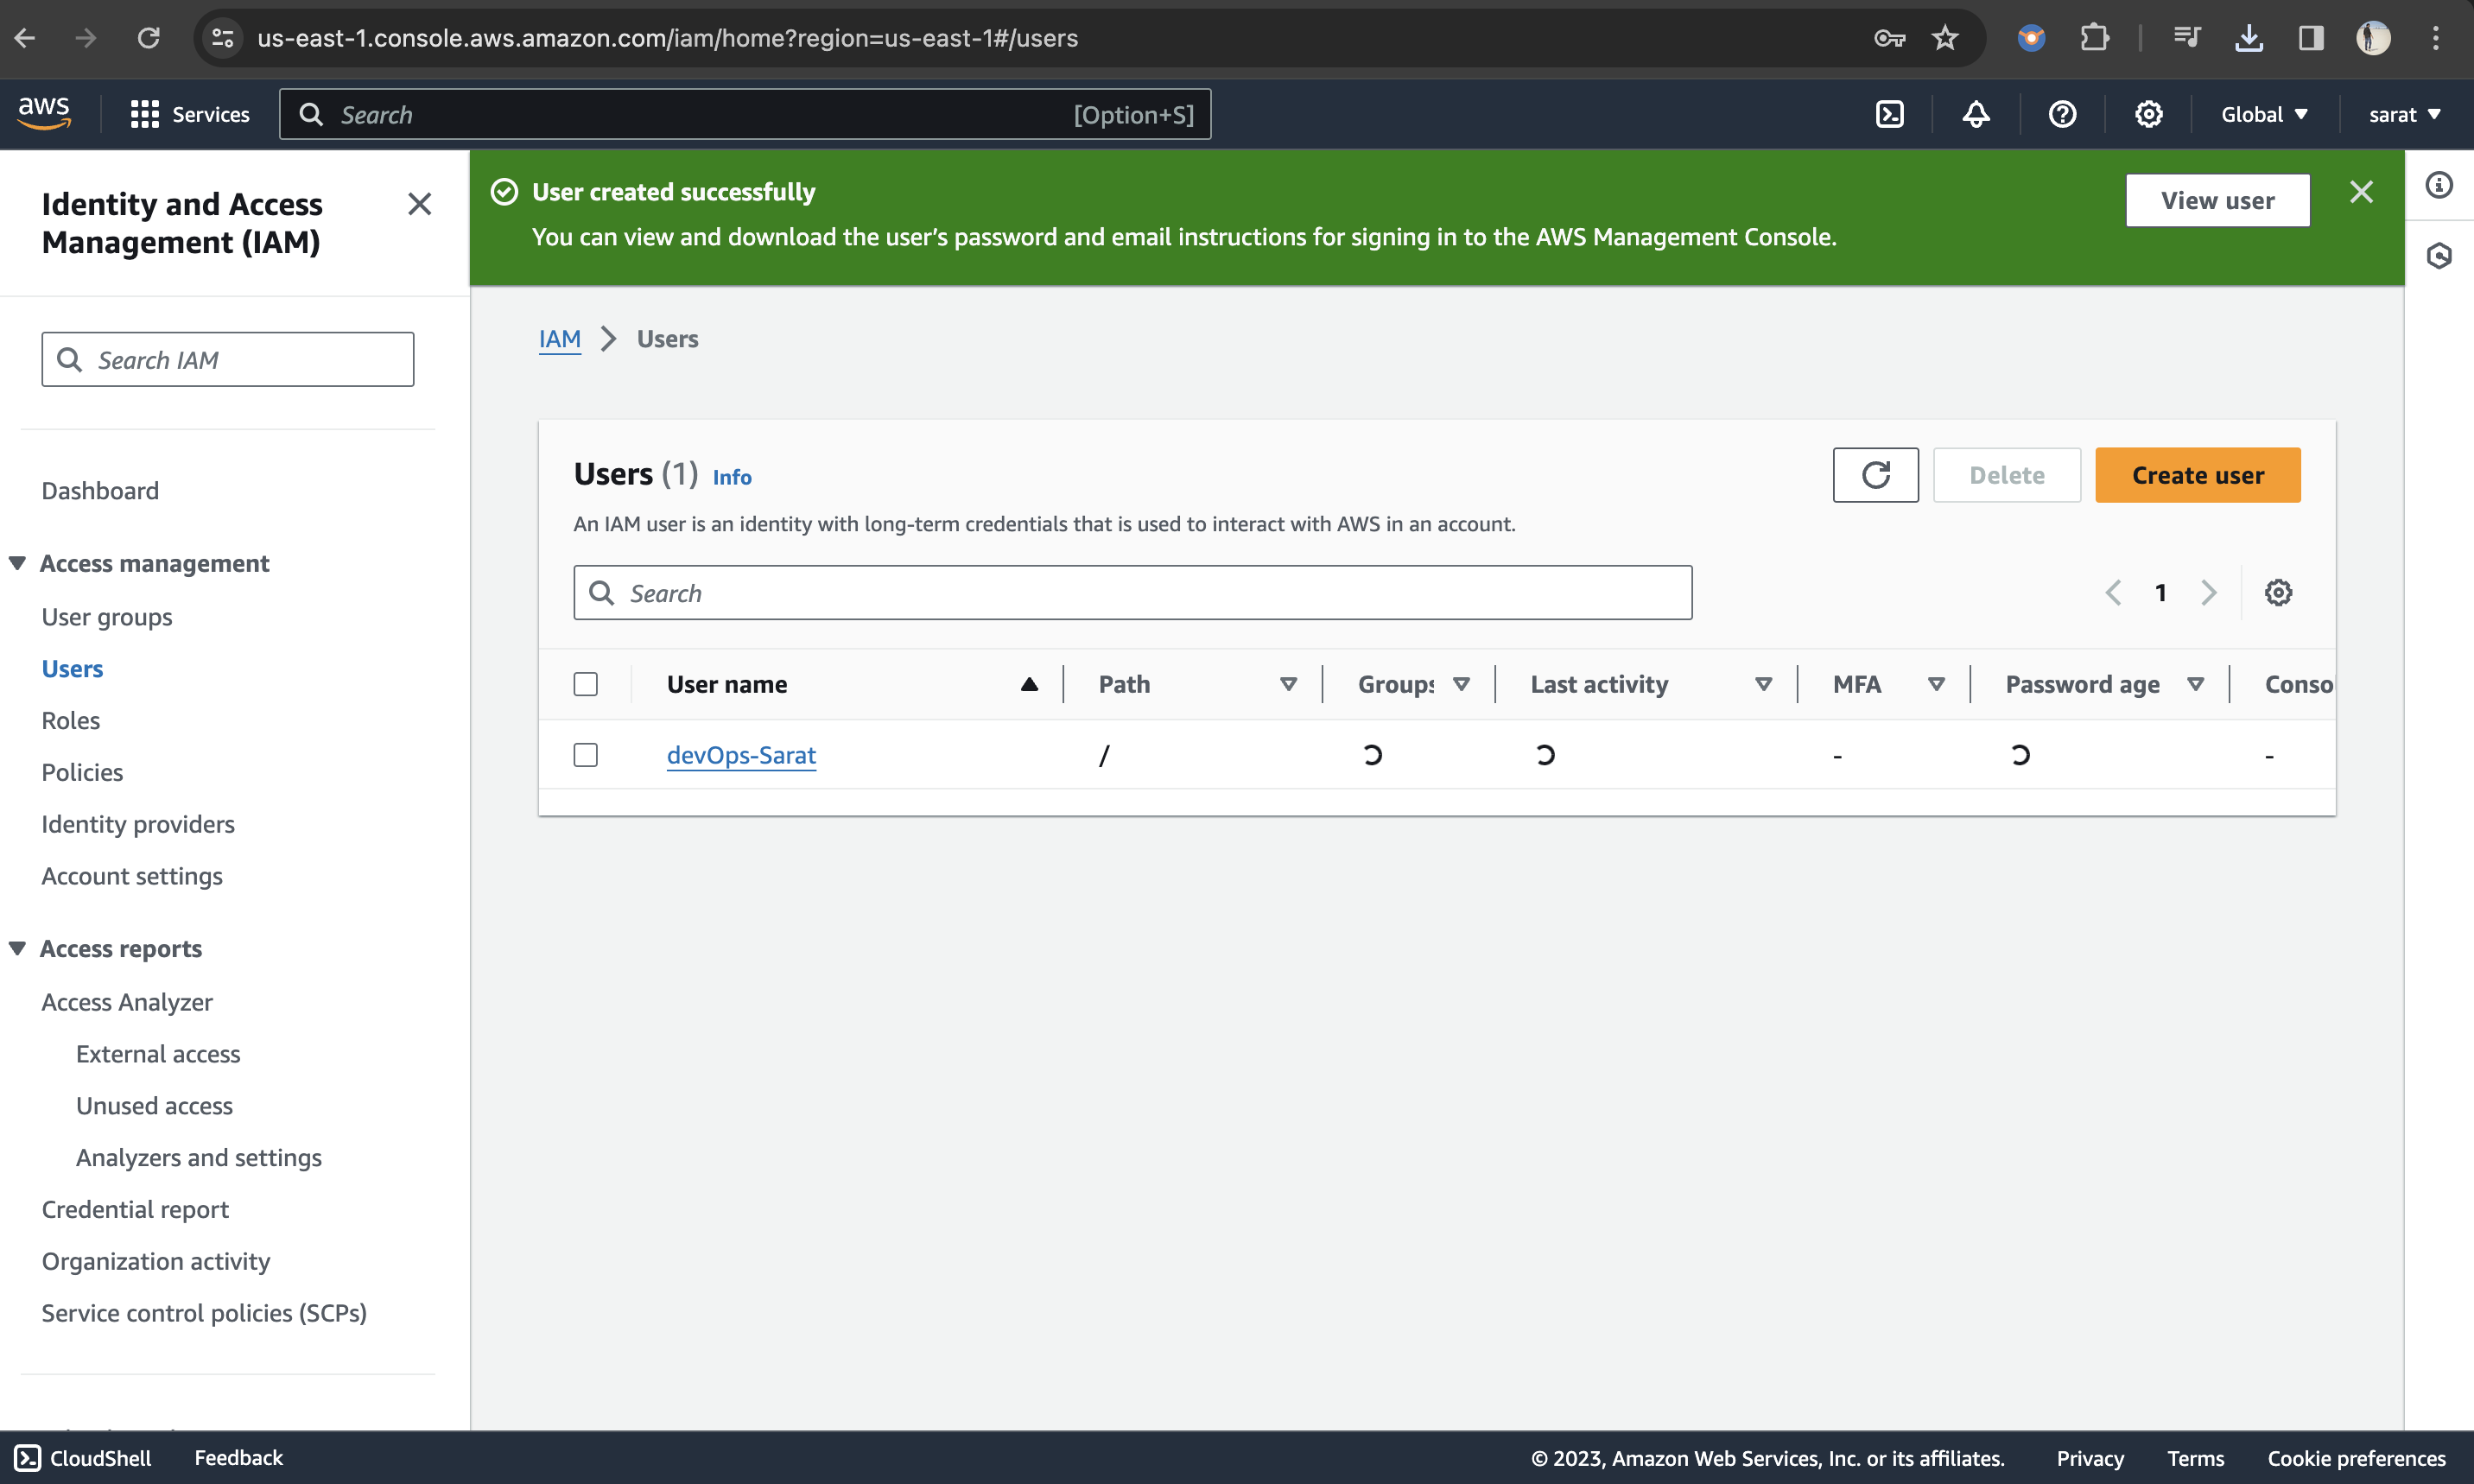 us-east-1.console.aws.amazon.com/iam/home?region=us-east-1#/users
aws
Services
Search
[Option+S]
Global
sarat
Identity and Access
Management (IAM)
Search IAM
Dashboard
Access management
User groups
Users
Roles
Policies
Identity providers
Account settings
Access reports
Access Analyzer
External access
Unused access
Analyzers and settings
Credential report
Organization activity
Service control policies (SCPs)
User created successfully
You can view and download the user's password and email instructions for signing in to the AWS Management Console.
View user
IAM
Users
Users (1) Info
Delete
Create user
An IAM user is an identity with long-term credentials that is used to interact with AWS in an account.
Search
1
User name
Path
Groups
Last activity
MFA
Password age
Conso
devOps-Sarat
/
-
-
CloudShell
Feedback
© 2023, Amazon Web Services, Inc. or its affiliates.
Privacy
Terms
Cookie preferences